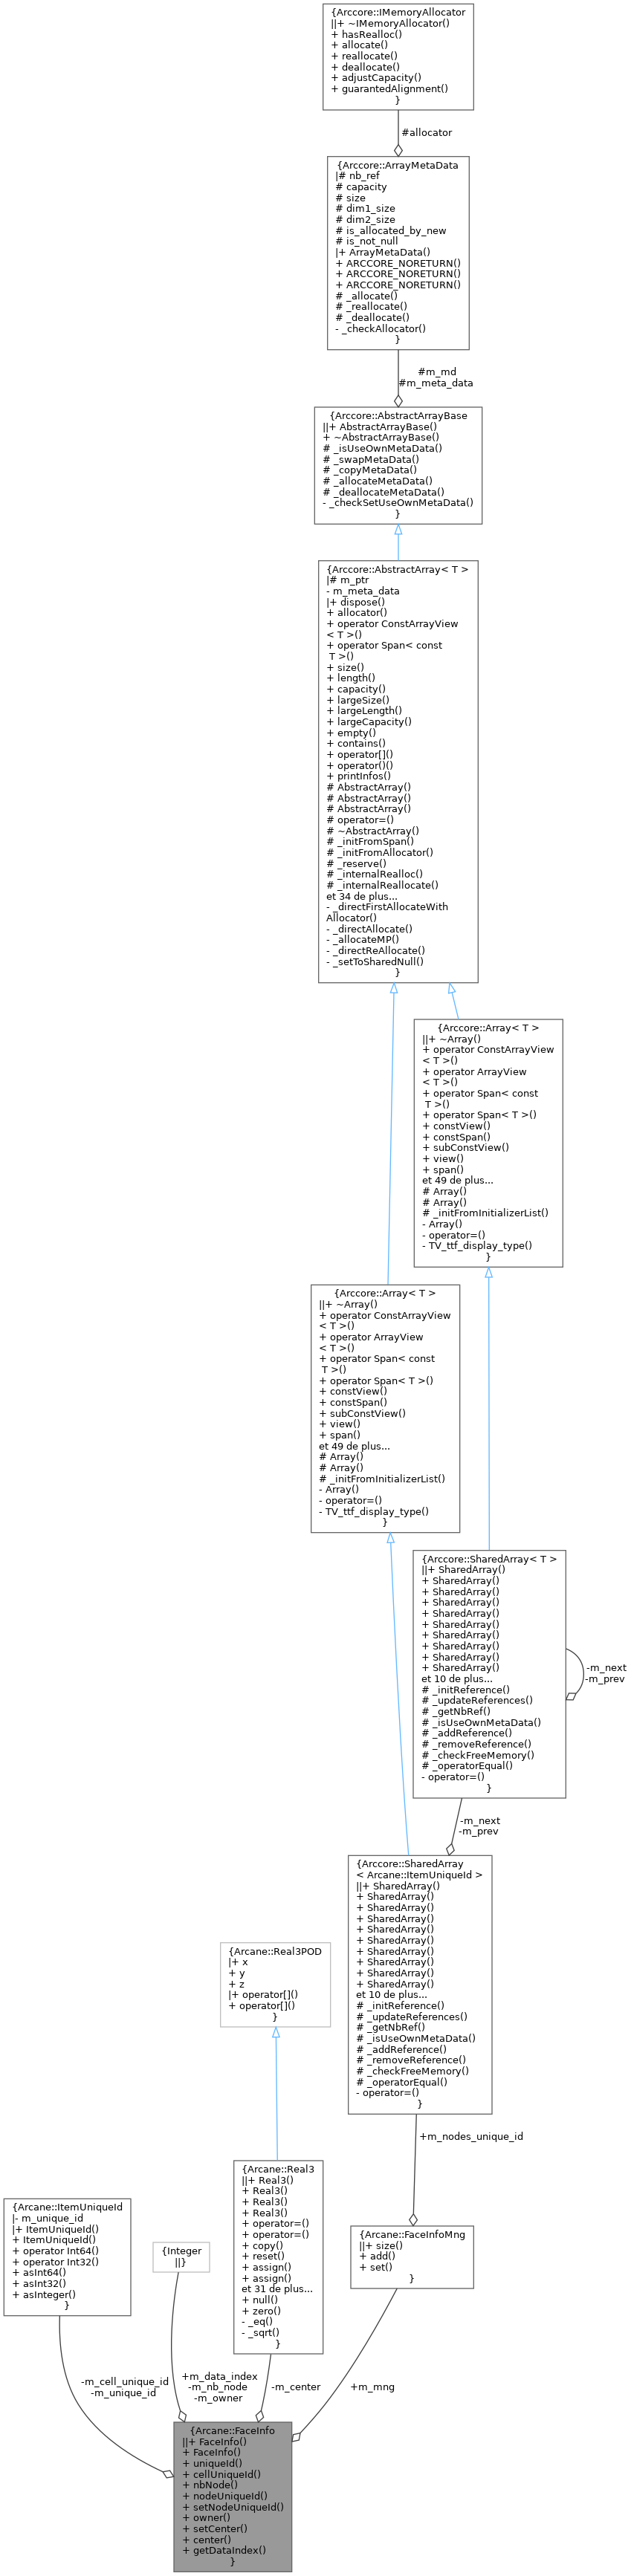 {Arccore::IMemoryAllocator
||+ ~IMemoryAllocator()
+ hasRealloc()
+ allocate()
+ reallocate()
+ deallocate()
+ adjustCapacity()
+ guarantedAlignment()
}
#allocator
{Arccore::ArrayMetaData
|# nb_ref
# capacity
# size
# dim1_size
# dim2_size
# is_allocated_by_new
# is_not_null
|+ ArrayMetaData()
+ ARCCORE_NORETURN()
+ ARCCORE_NORETURN()
+ ARCCORE_NORETURN()
# _allocate()
# _reallocate()
# _deallocate()
- _checkAllocator()
}
#m_md
#m_meta_data
{Arccore::AbstractArrayBase
||+ AbstractArrayBase()
+ ~AbstractArrayBase()
# _isUseOwnMetaData()
# _swapMetaData()
# _copyMetaData()
# _allocateMetaData()
# _deallocateMetaData()
- _checkSetUseOwnMetaData()
}
{Arccore::AbstractArray< T >
|# m_ptr
- m_meta_data
|+ dispose()
+ allocator()
+ operator ConstArrayView
< T >()
+ operator Span< const
T >()
+ size()
+ length()
+ capacity()
+ largeSize()
+ largeLength()
+ largeCapacity()
+ empty()
+ contains()
+ operator[]()
+ operator()()
+ printInfos()
# AbstractArray()
# AbstractArray()
# AbstractArray()
# operator=()
# ~AbstractArray()
# _initFromSpan()
# _initFromAllocator()
# _reserve()
# _internalRealloc()
# _internalReallocate()
et 34 de plus...
- _directFirstAllocateWith
Allocator()
- _directAllocate()
- _allocateMP()
- _directReAllocate()
- _setToSharedNull()
}
{Arccore::Array< T >
||+ ~Array()
+ operator ConstArrayView
< T >()
+ operator ArrayView
< T >()
+ operator Span< const
T >()
+ operator Span< T >()
+ constView()
+ constSpan()
+ subConstView()
+ view()
+ span()
et 49 de plus...
# Array()
# Array()
# _initFromInitializerList()
- Array()
- operator=()
- TV_ttf_display_type()
}
{Arccore::Array< T >
||+ ~Array()
+ operator ConstArrayView
< T >()
+ operator ArrayView
< T >()
+ operator Span< const
T >()
+ operator Span< T >()
+ constView()
+ constSpan()
+ subConstView()
+ view()
+ span()
et 49 de plus...
# Array()
# Array()
# _initFromInitializerList()
- Array()
- operator=()
- TV_ttf_display_type()
}
{Arccore::SharedArray< T >
||+ SharedArray()
+ SharedArray()
+ SharedArray()
+ SharedArray()
+ SharedArray()
+ SharedArray()
+ SharedArray()
+ SharedArray()
+ SharedArray()
+ SharedArray()
et 10 de plus...
# _initReference()
# _updateReferences()
# _getNbRef()
# _isUseOwnMetaData()
# _addReference()
# _removeReference()
# _checkFreeMemory()
# _operatorEqual()
- operator=()
}
-m_next
-m_prev
-m_next
-m_prev
{Arccore::SharedArray
< Arcane::ItemUniqueId >
||+ SharedArray()
+ SharedArray()
+ SharedArray()
+ SharedArray()
+ SharedArray()
+ SharedArray()
+ SharedArray()
+ SharedArray()
+ SharedArray()
+ SharedArray()
et 10 de plus...
# _initReference()
# _updateReferences()
# _getNbRef()
# _isUseOwnMetaData()
# _addReference()
# _removeReference()
# _checkFreeMemory()
# _operatorEqual()
- operator=()
}
{Arcane::Real3POD
|+ x
+ y
+ z
|+ operator[]()
+ operator[]()
}
+m_nodes_unique_id
{Arcane::Real3
||+ Real3()
+ Real3()
+ Real3()
+ Real3()
+ operator=()
+ operator=()
+ copy()
+ reset()
+ assign()
+ assign()
et 31 de plus...
+ null()
+ zero()
- _eq()
- _sqrt()
}
{Arcane::ItemUniqueId
|- m_unique_id
|+ ItemUniqueId()
+ ItemUniqueId()
+ operator Int64()
+ operator Int32()
+ asInt64()
+ asInt32()
+ asInteger()
}
{Integer
||}
{Arcane::FaceInfoMng
||+ size()
+ add()
+ set()
}
-m_cell_unique_id
-m_unique_id
+m_data_index
-m_nb_node
-m_owner
-m_center
+m_mng
{Arcane::FaceInfo
||+ FaceInfo()
+ FaceInfo()
+ uniqueId()
+ cellUniqueId()
+ nbNode()
+ nodeUniqueId()
+ setNodeUniqueId()
+ owner()
+ setCenter()
+ center()
+ getDataIndex()
}